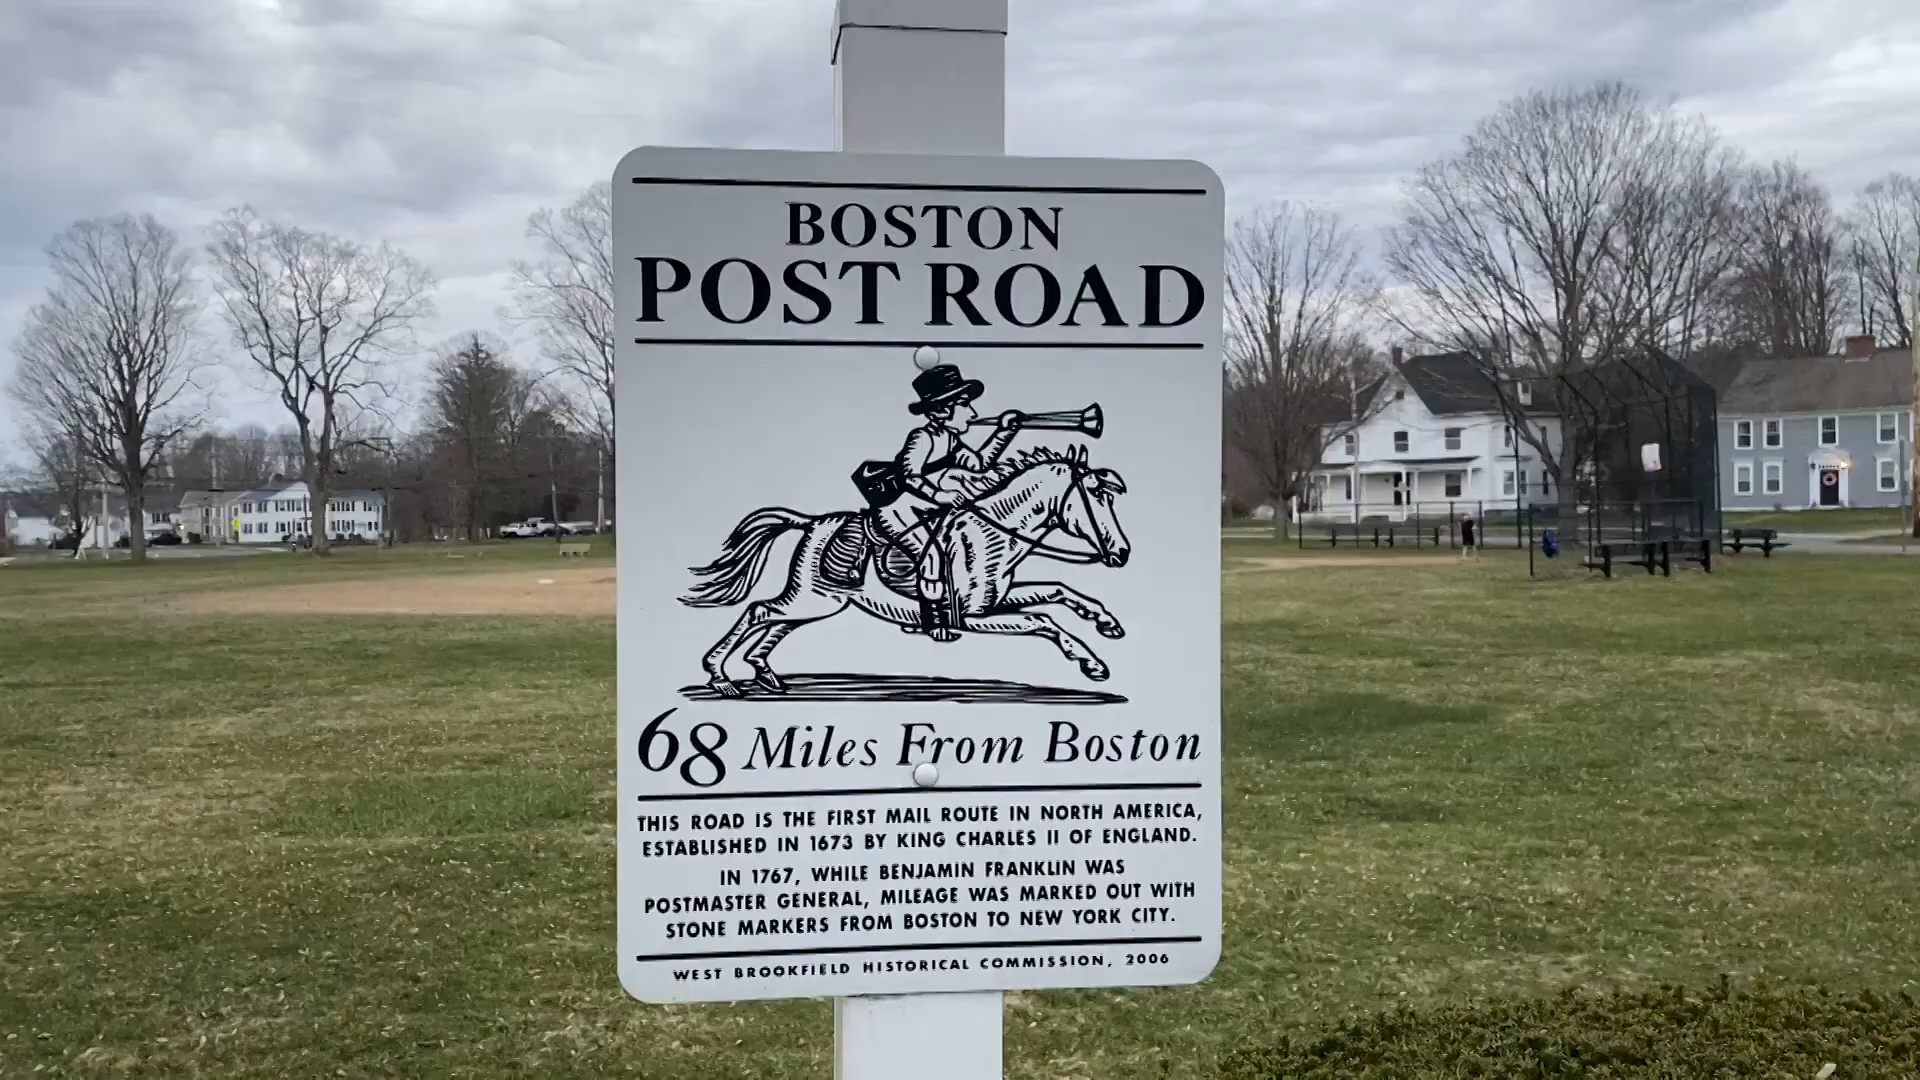 BOSTON
POST ROAD
68 Miles From Boston
THIS ROAD IS THE FIRST MAIL ROUTE IN NORTH AMERICA,
ESTABLISHED IN 1673 BY KING CHARLES II OF ENGLAND.
IN 1767, WHILE BENJAMIN FRANKLIN WAS
POSTMASTER GENERAL, MILEAGE WAS MARKED OUT WITH
STONE MARKERS FROM BOSTON TO NEW YORK CITY.
WEST BROOKFIELD HISTORICAL COMMISSION, 2006